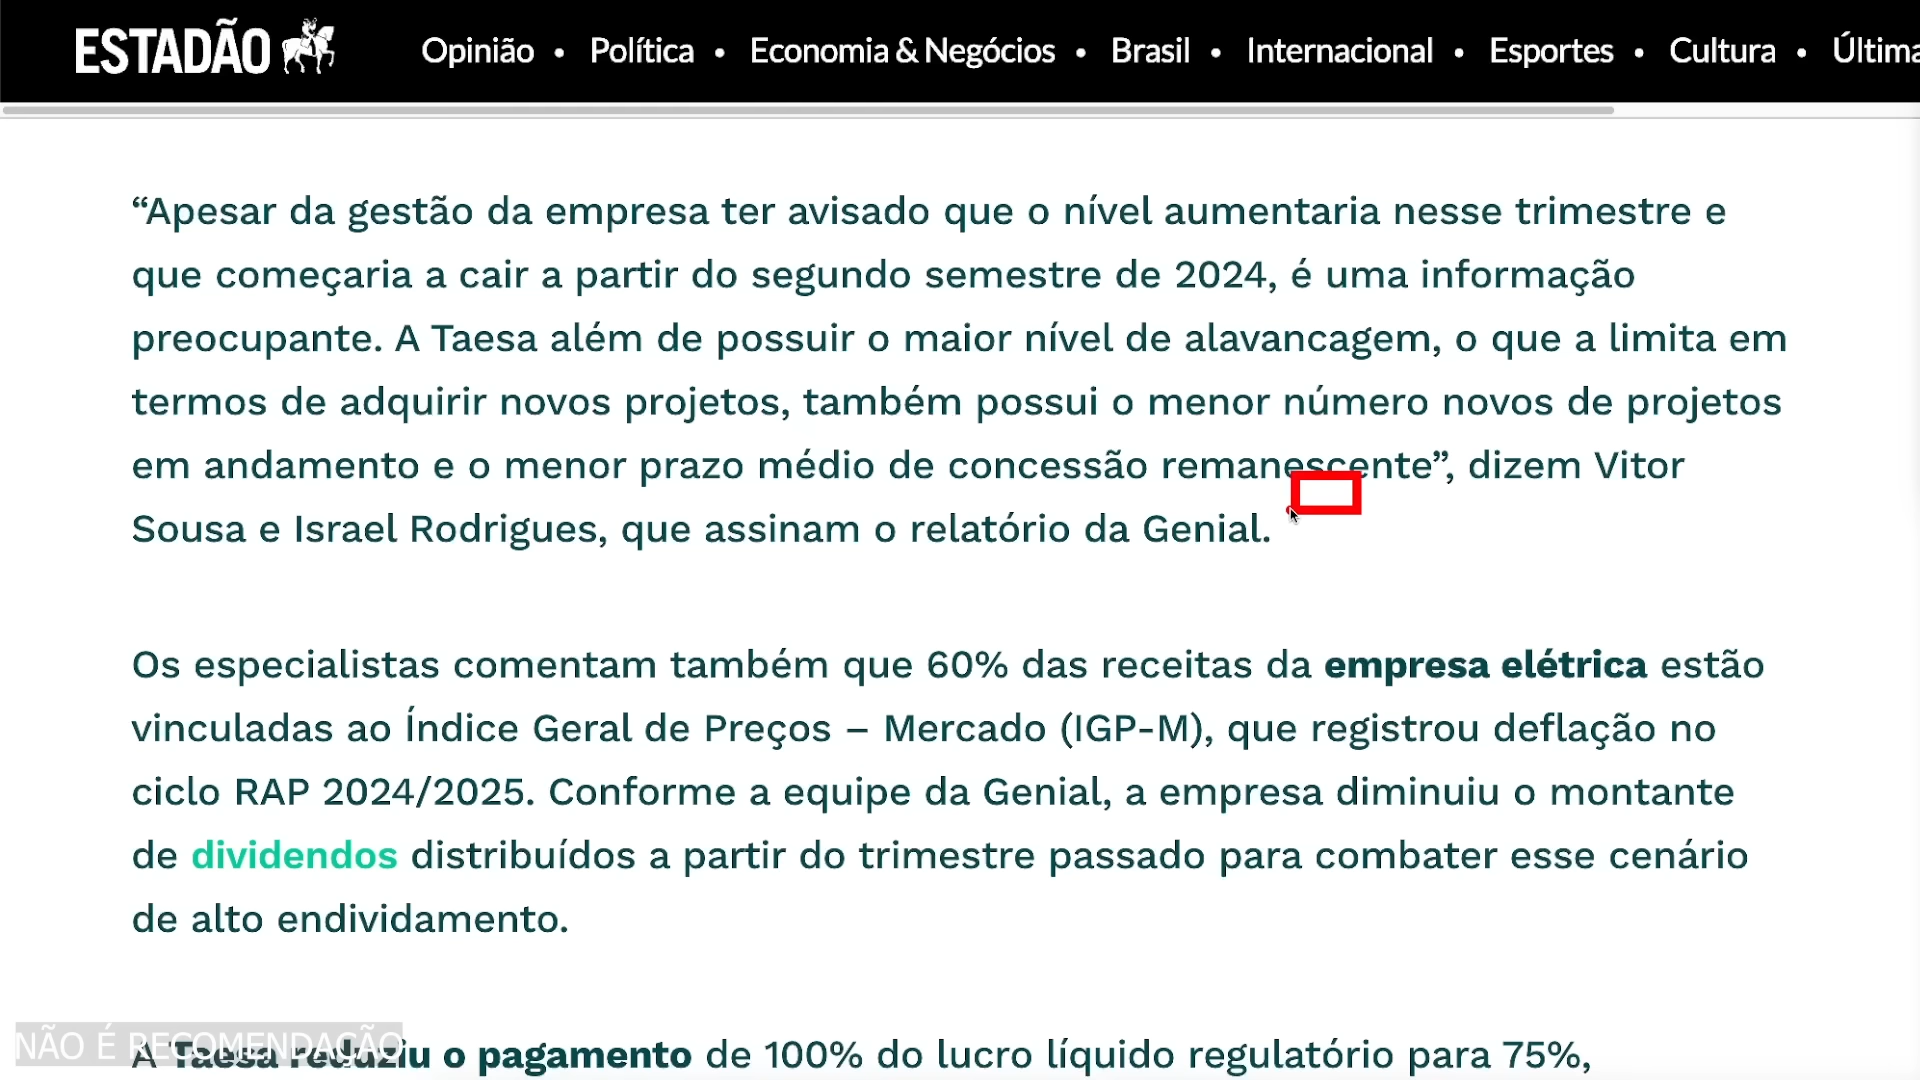 ESTADÃO
Opinião • Política • Economia & Negócios • Brasil • Internacional • Esportes • Cultura • Última
“Apesar da gestão da empresa ter avisado que o nível aumentaria nesse trimestre e
que começaria a cair a partir do segundo semestre de 2024, é uma informação
preocupante. A Taesa além de possuir o maior nível de alavancagem, o que a limita em
termos de adquirir novos projetos, também possui o menor número novos de projetos
em andamento e o menor prazo médio de concessão remanescente”, dizem Vitor
Sousa e Israel Rodrigues, que assinam o relatório da Genial.
Os especialistas comentam também que 60% das receitas da empresa elétrica estão
vinculadas ao Índice Geral de Preços – Mercado (IGP-M), que registrou deflação no
ciclo RAP 2024/2025. Conforme a equipe da Genial, a empresa diminuiu o montante
de dividendos distribuídos a partir do trimestre passado para combater esse cenário
de alto endividamento.
NÃO É RECOMENDAÇÃO
A Taesa reduziu o pagamento de 100% do lucro líquido regulatório para 75%,